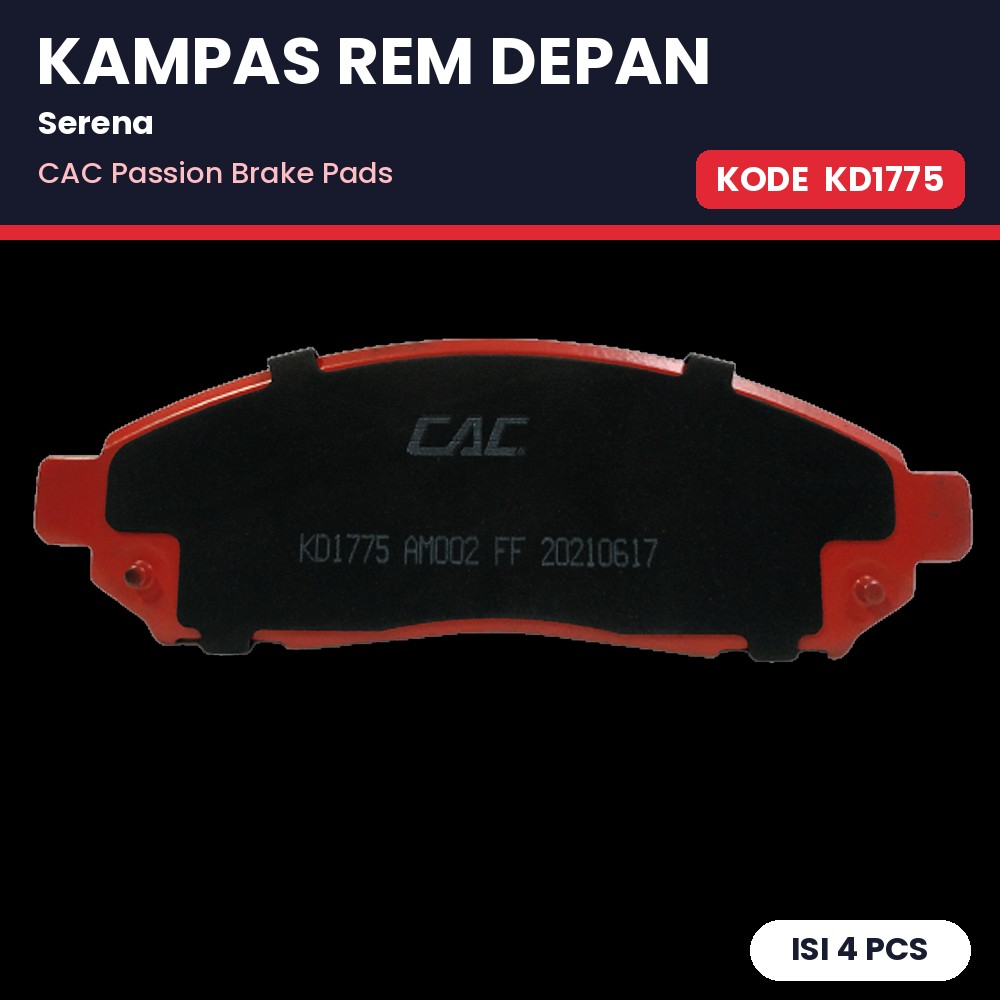 KAMPAS REM DEPAN
Serena
CAC Passion Brake Pads
KODE KD1775
CAC
KD1775 AM002 FF 20210617
ISI 4 PCS